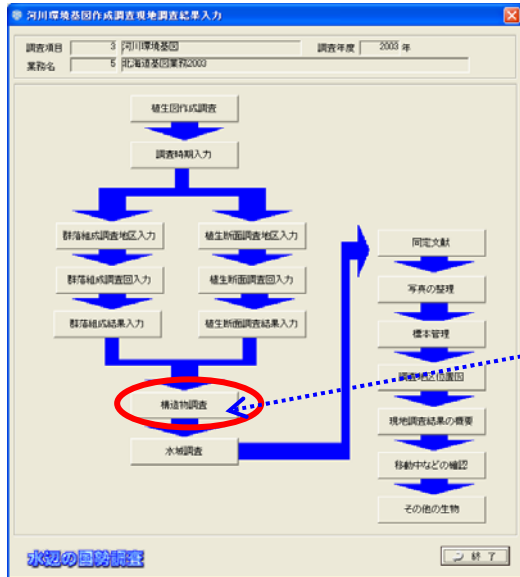 河川環境基図作成調査現地調査結果入力
調査項目 3 河川環境基図 調査年度 2003 年
業務名 5 北海道基図業務2003
植生図作成調査
調査時期入力
群落組成調査地区入力
植生断面調査地区入力
群落組成調査回入力
植生断面調査回入力
群落組成結果入力
植生断面調査結果入力
構造物調査
水域調査
同定文献
写真の整理
標本管理
調査地区位置図
現地調査結果の概要
移動中などの確認
その他の生物
水辺の国勢調査
終 了